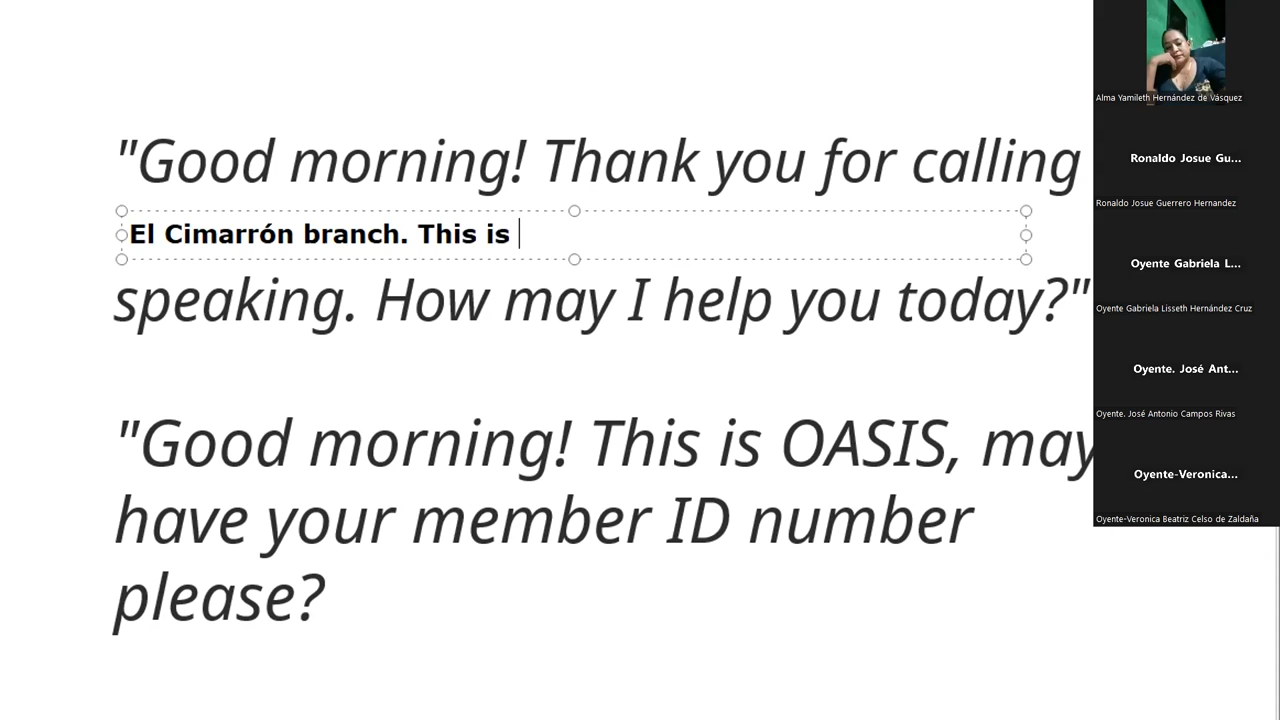 "Good morning! Thank you for calling
El Cimarrón branch. This is
speaking. How may I help you today?"
"Good morning! This is OASIS, may
have your member ID number
please?
Alma Yamileth Hernández de Vásquez
Ronaldo Josue Gu...
Ronaldo Josue Guerrero Hernandez
Oyente Gabriela L...
Oyente Gabriela Lisseth Hernández Cruz
Oyente. José Ant...
Oyente. José Antonio Campos Rivas
Oyente-Veronica...
Oyente-Veronica Beatriz Celso de Zaldaña